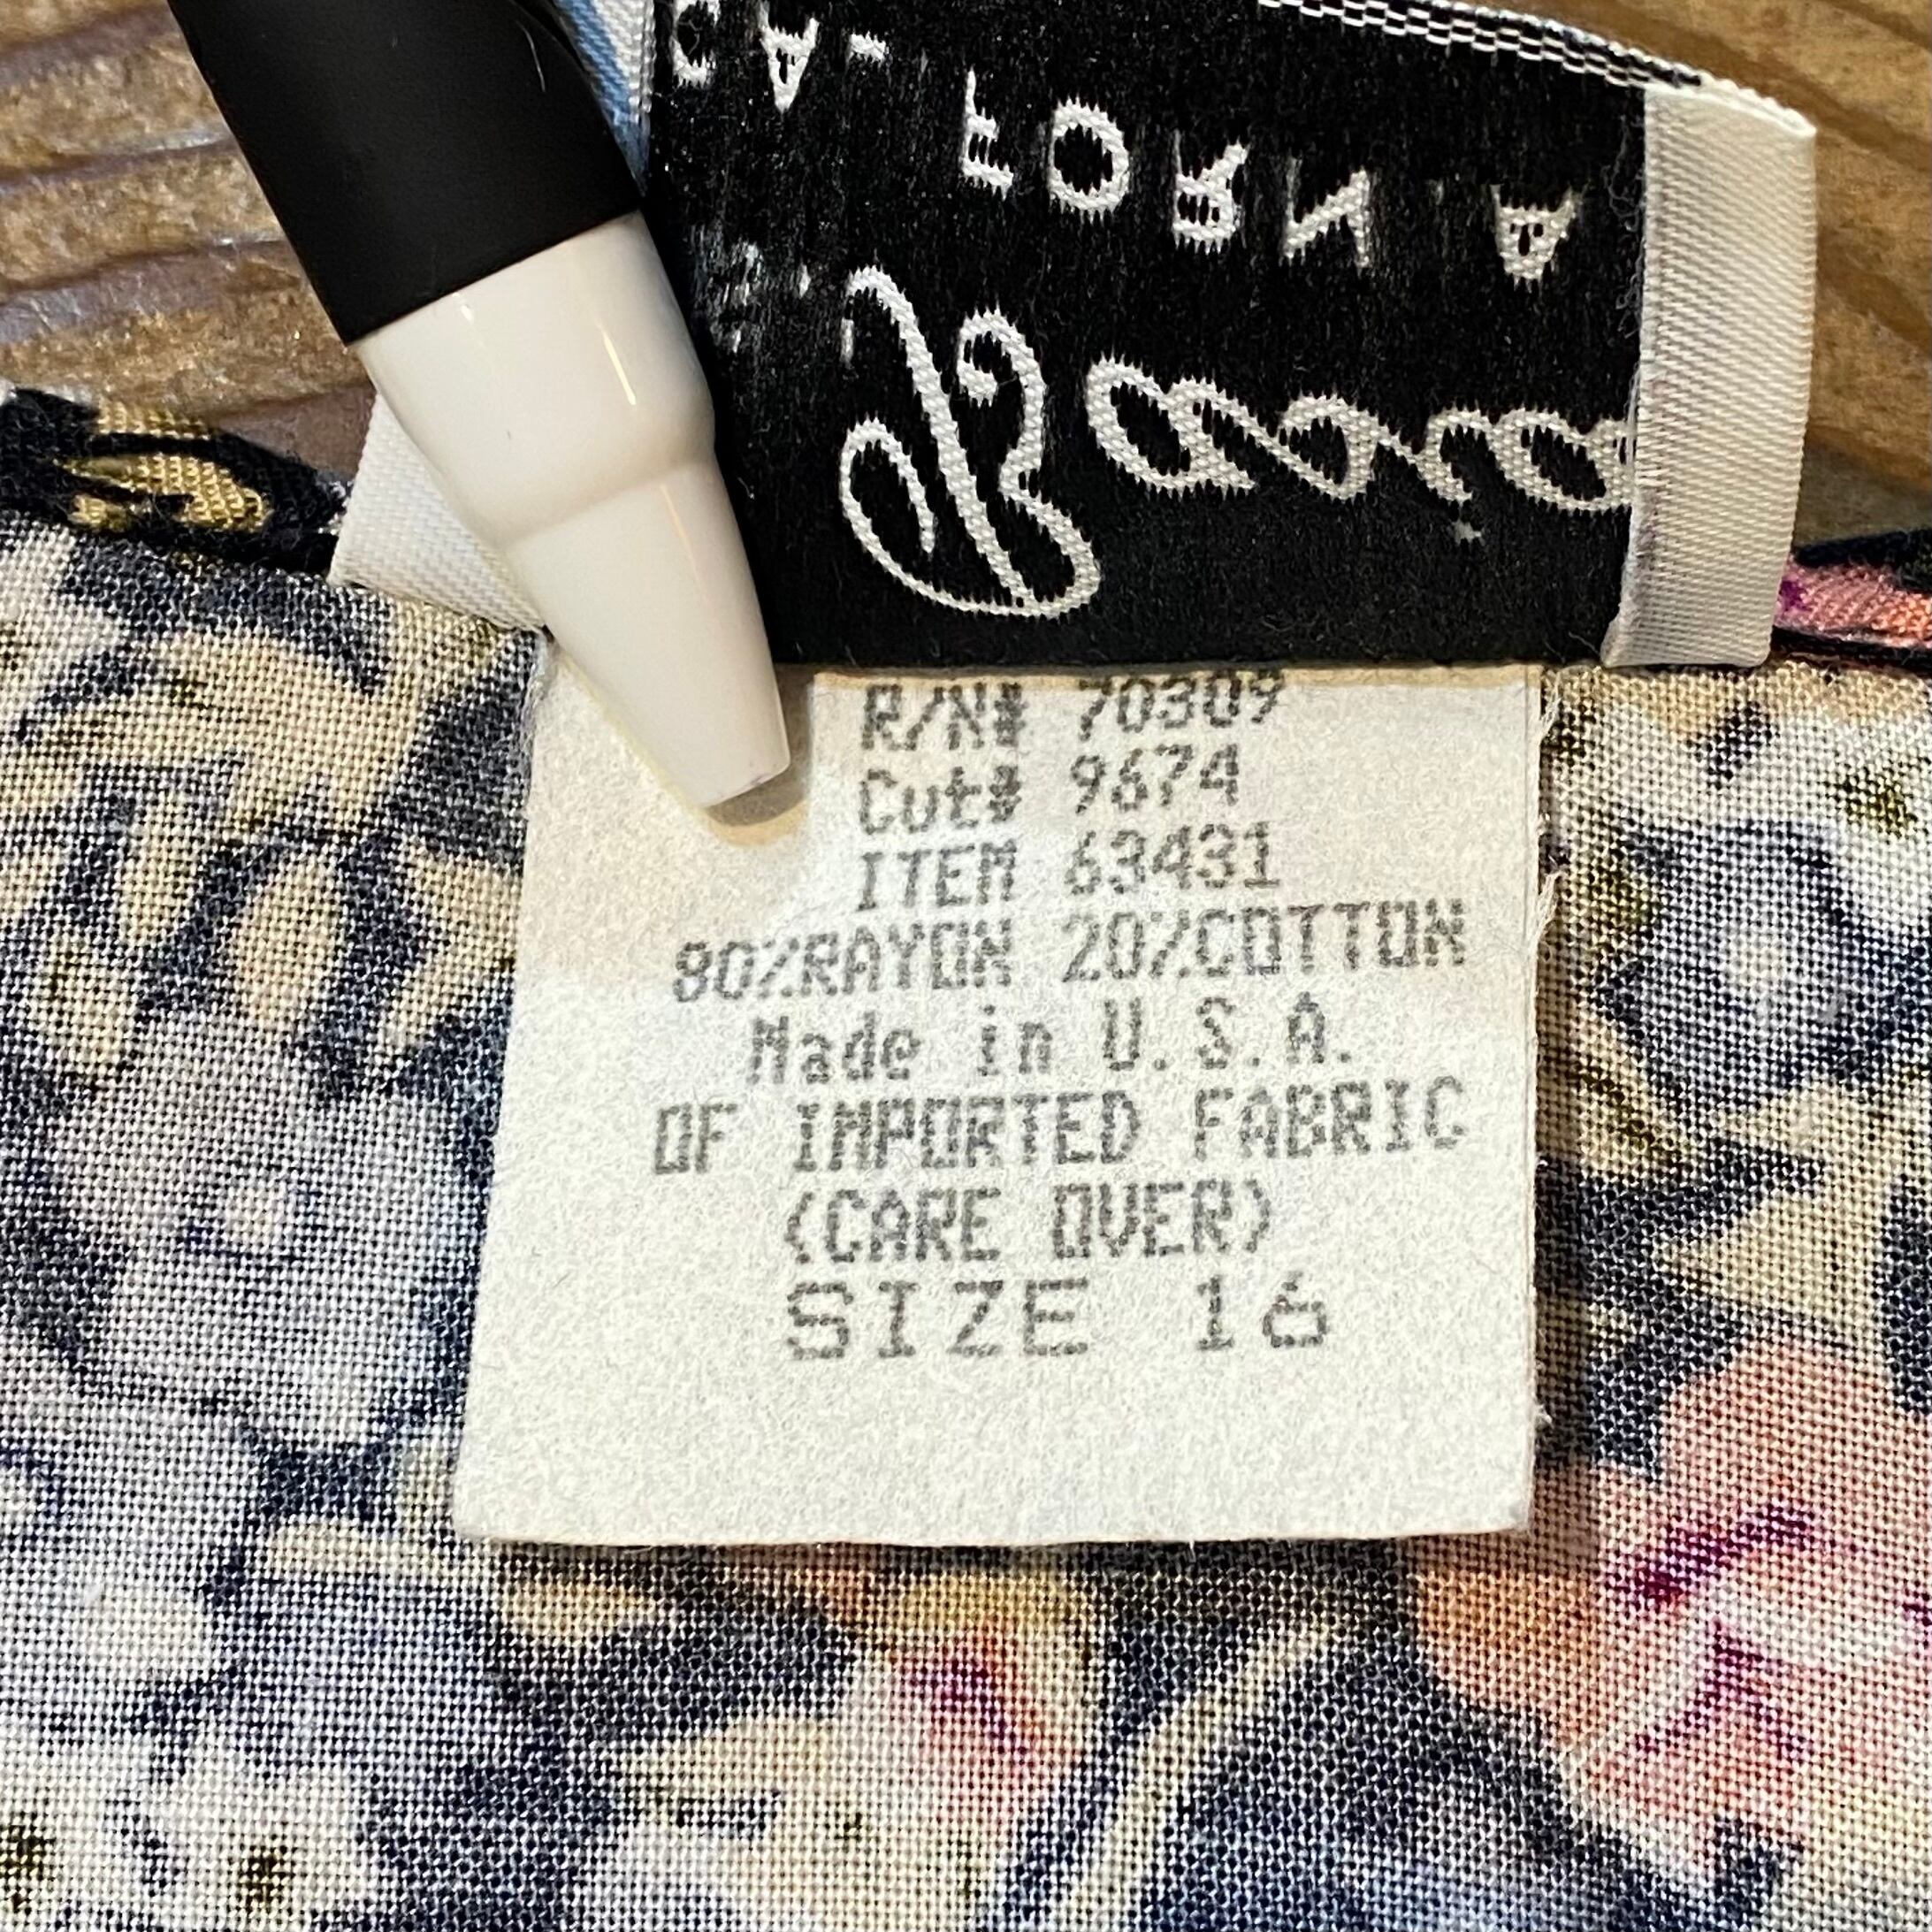 R/N# 70309
Cut# 9674
ITEM 63431
80%RAYON 20%COTTON
Made in U.S.A.
OF IMPORTED FABRIC
(CARE OVER)
SIZE 16